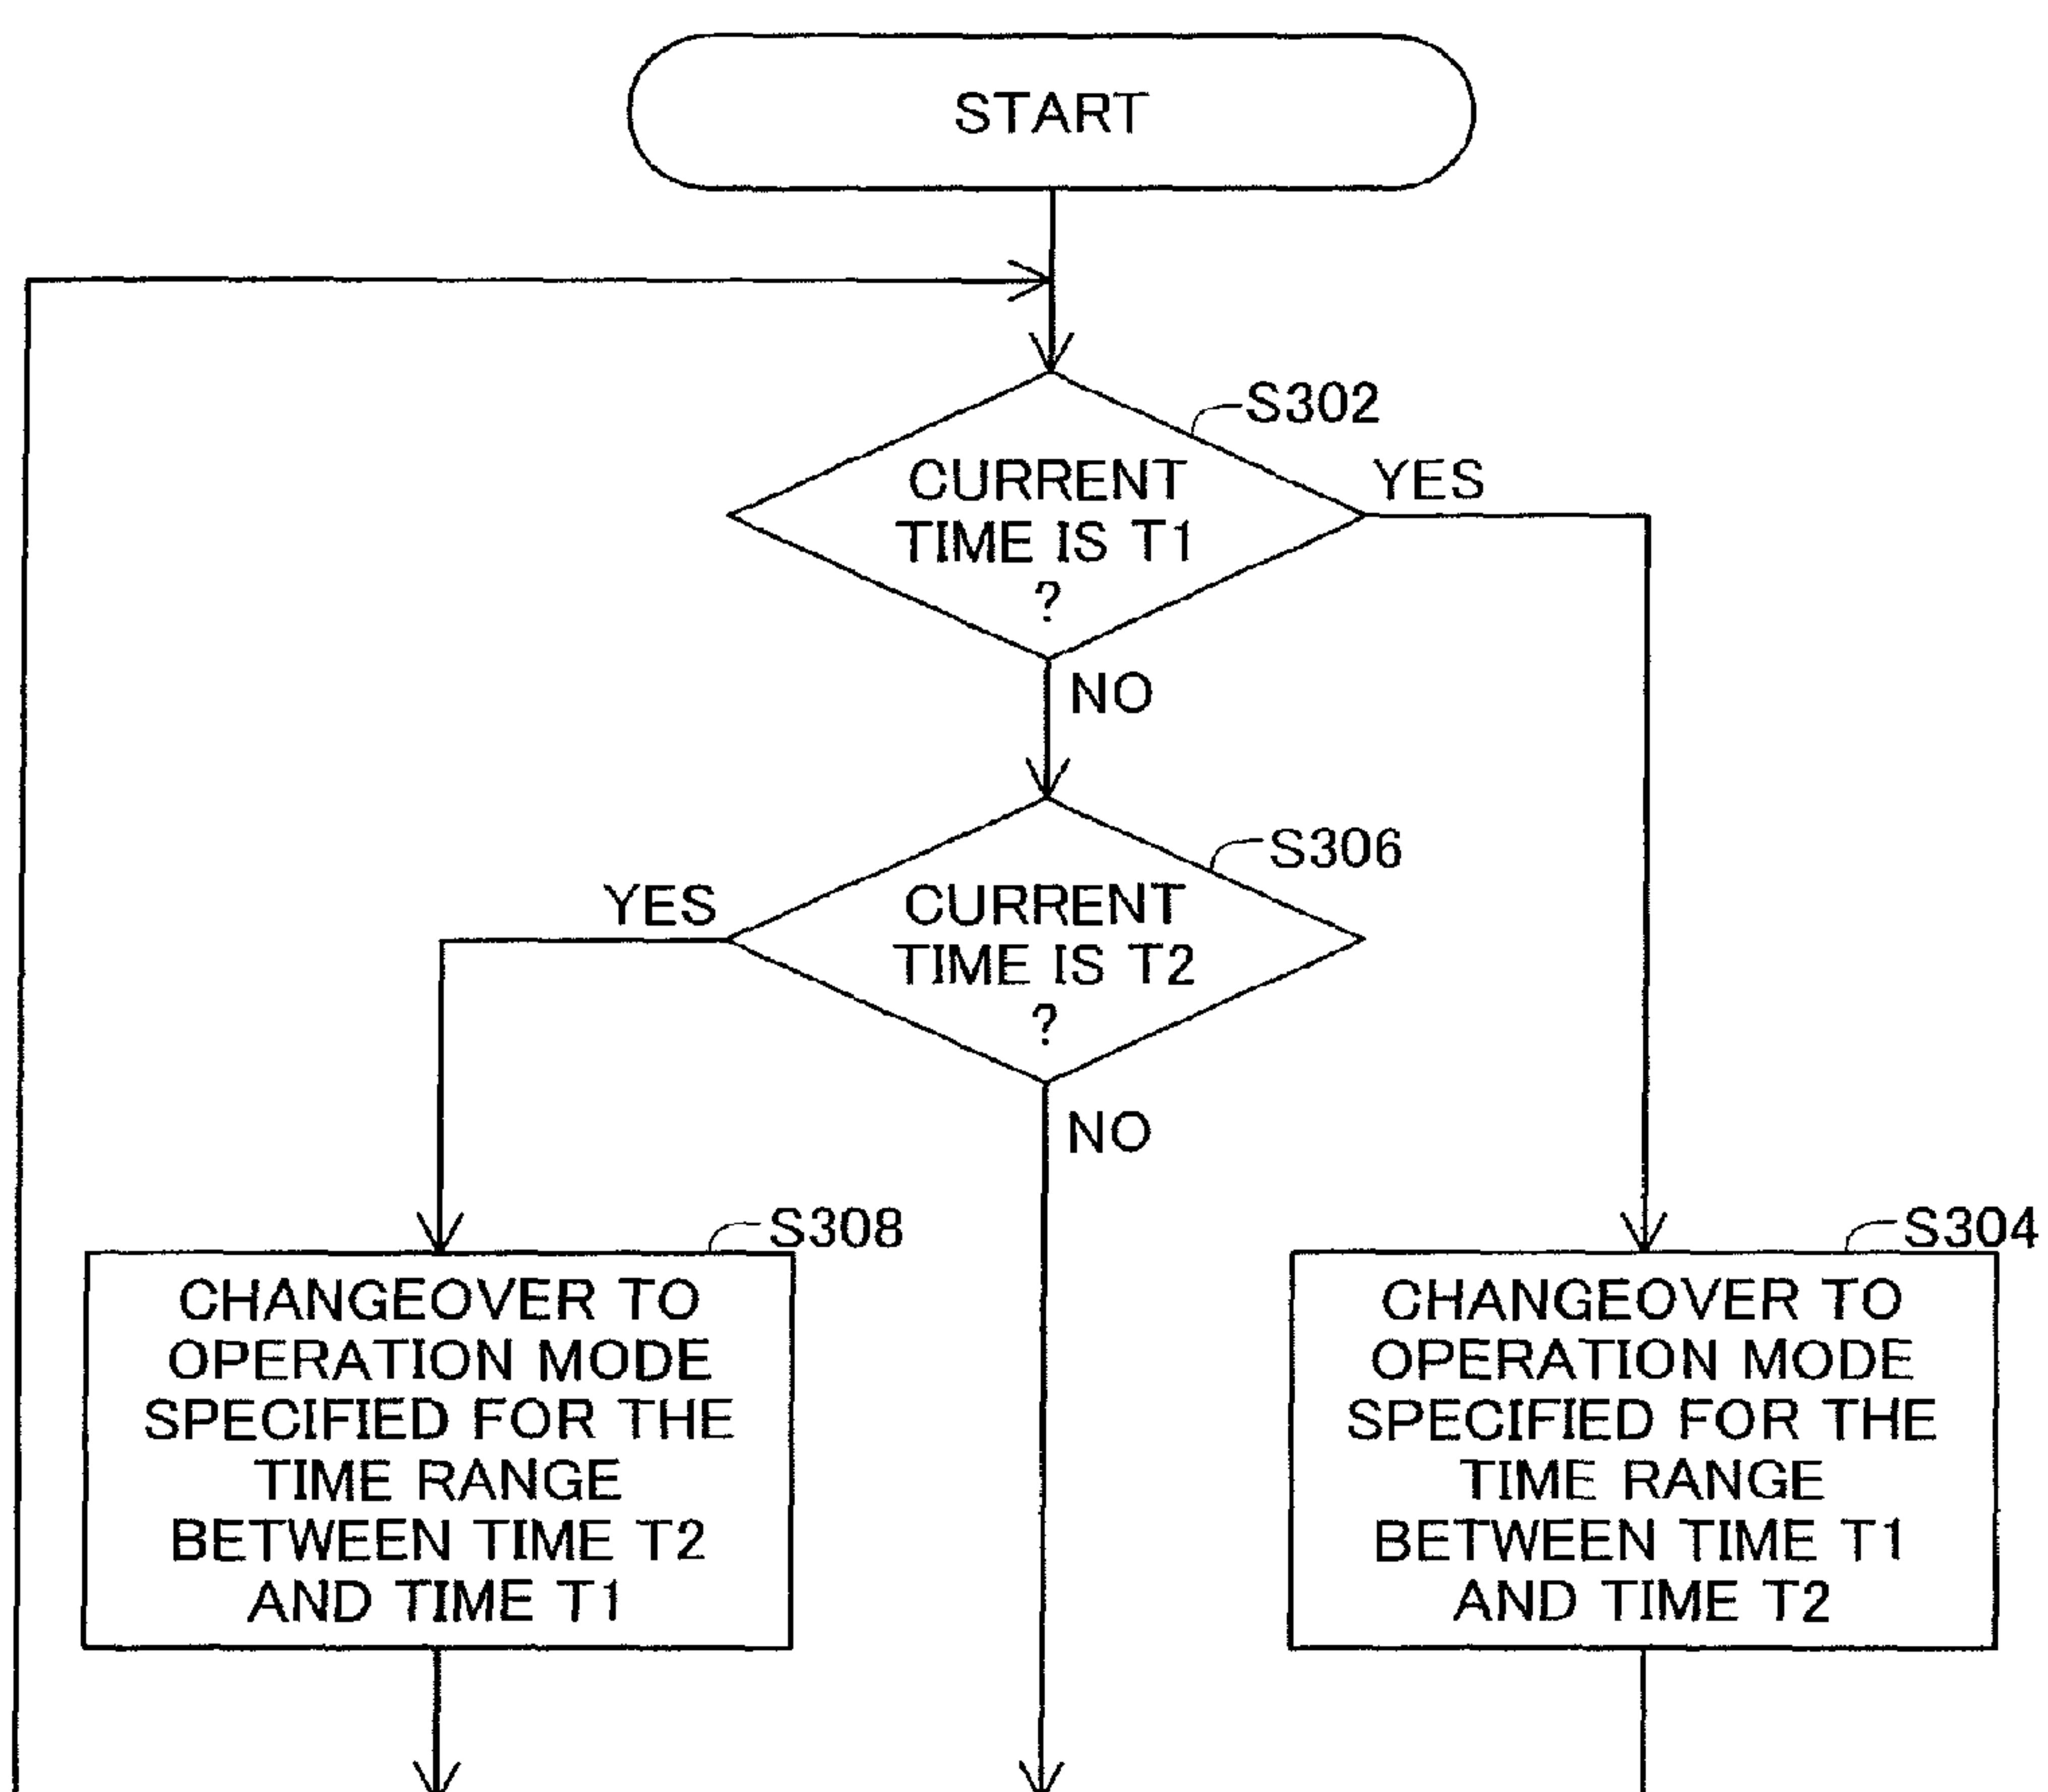 START
S302
CURRENT
TIME IS T1
?
YES
NO
S306
YES
CURRENT
TIME IS T2
?
NO
S308
CHANGEOVER TO
OPERATION MODE
SPECIFIED FOR THE
TIME RANGE
BETWEEN TIME T2
AND TIME T1
S304
CHANGEOVER TO
OPERATION MODE
SPECIFIED FOR THE
TIME RANGE
BETWEEN TIME T1
AND TIME T2